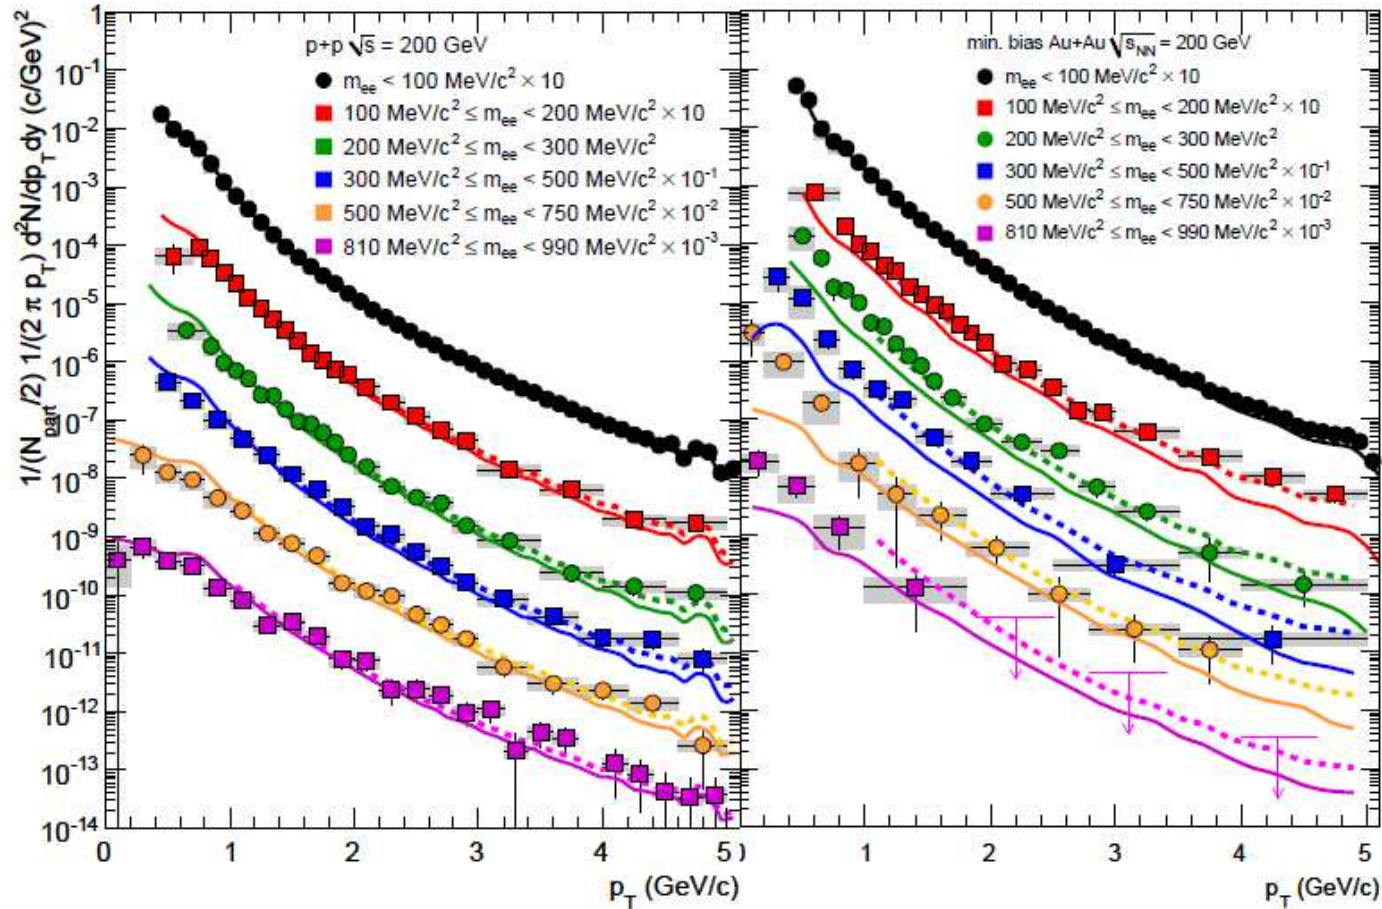 1/(N_part/2) 1/(2 π p_T) d²N/dp_Tdy (c/GeV)²
1
10⁻¹
10⁻²
10⁻³
10⁻⁴
10⁻⁵
10⁻⁶
10⁻⁷
10⁻⁸
10⁻⁹
10⁻¹⁰
10⁻¹¹
10⁻¹²
10⁻¹³
10⁻¹⁴
p+p √s = 200 GeV
m_ee < 100 MeV/c² × 10
100 MeV/c² ≤ m_ee < 200 MeV/c² × 10
200 MeV/c² ≤ m_ee < 300 MeV/c²
300 MeV/c² ≤ m_ee < 500 MeV/c² × 10⁻¹
500 MeV/c² ≤ m_ee < 750 MeV/c² × 10⁻²
810 MeV/c² ≤ m_ee < 990 MeV/c² × 10⁻³
0 1 2 3 4 5
p_T (GeV/c)
min. bias Au+Au √s_NN = 200 GeV
m_ee < 100 MeV/c² × 10
100 MeV/c² ≤ m_ee < 200 MeV/c² × 10
200 MeV/c² ≤ m_ee < 300 MeV/c²
300 MeV/c² ≤ m_ee < 500 MeV/c² × 10⁻¹
500 MeV/c² ≤ m_ee < 750 MeV/c² × 10⁻²
810 MeV/c² ≤ m_ee < 990 MeV/c² × 10⁻³
1 2 3 4 5
p_T (GeV/c)